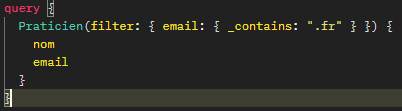 query {
  Praticien(filter: { email: { _contains: ".fr" } }) {
    nom
    email
  }
}